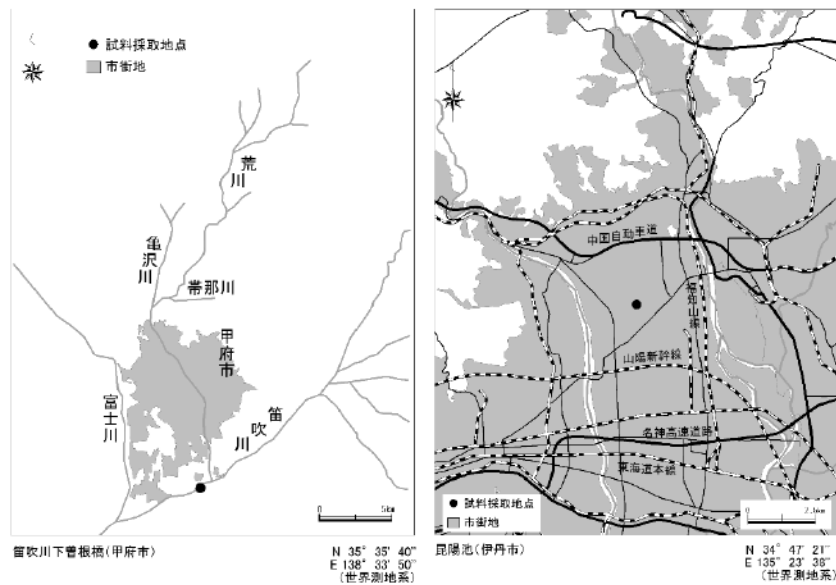 試料採取地点
市街地
荒川
亀沢川
帯那川
甲府市
富士川
笛吹川
0 5km
笛吹川下曽根橋(甲府市)
N 35° 35' 40"
E 138° 33' 50"
(世界測地系)
中国自動車道
福知山線
山陽新幹線
名神高速道路
東海道本線
試料採取地点
市街地
昆陽池(伊丹市)
N 34° 47' 21"
E 135° 23' 38"
(世界測地系)